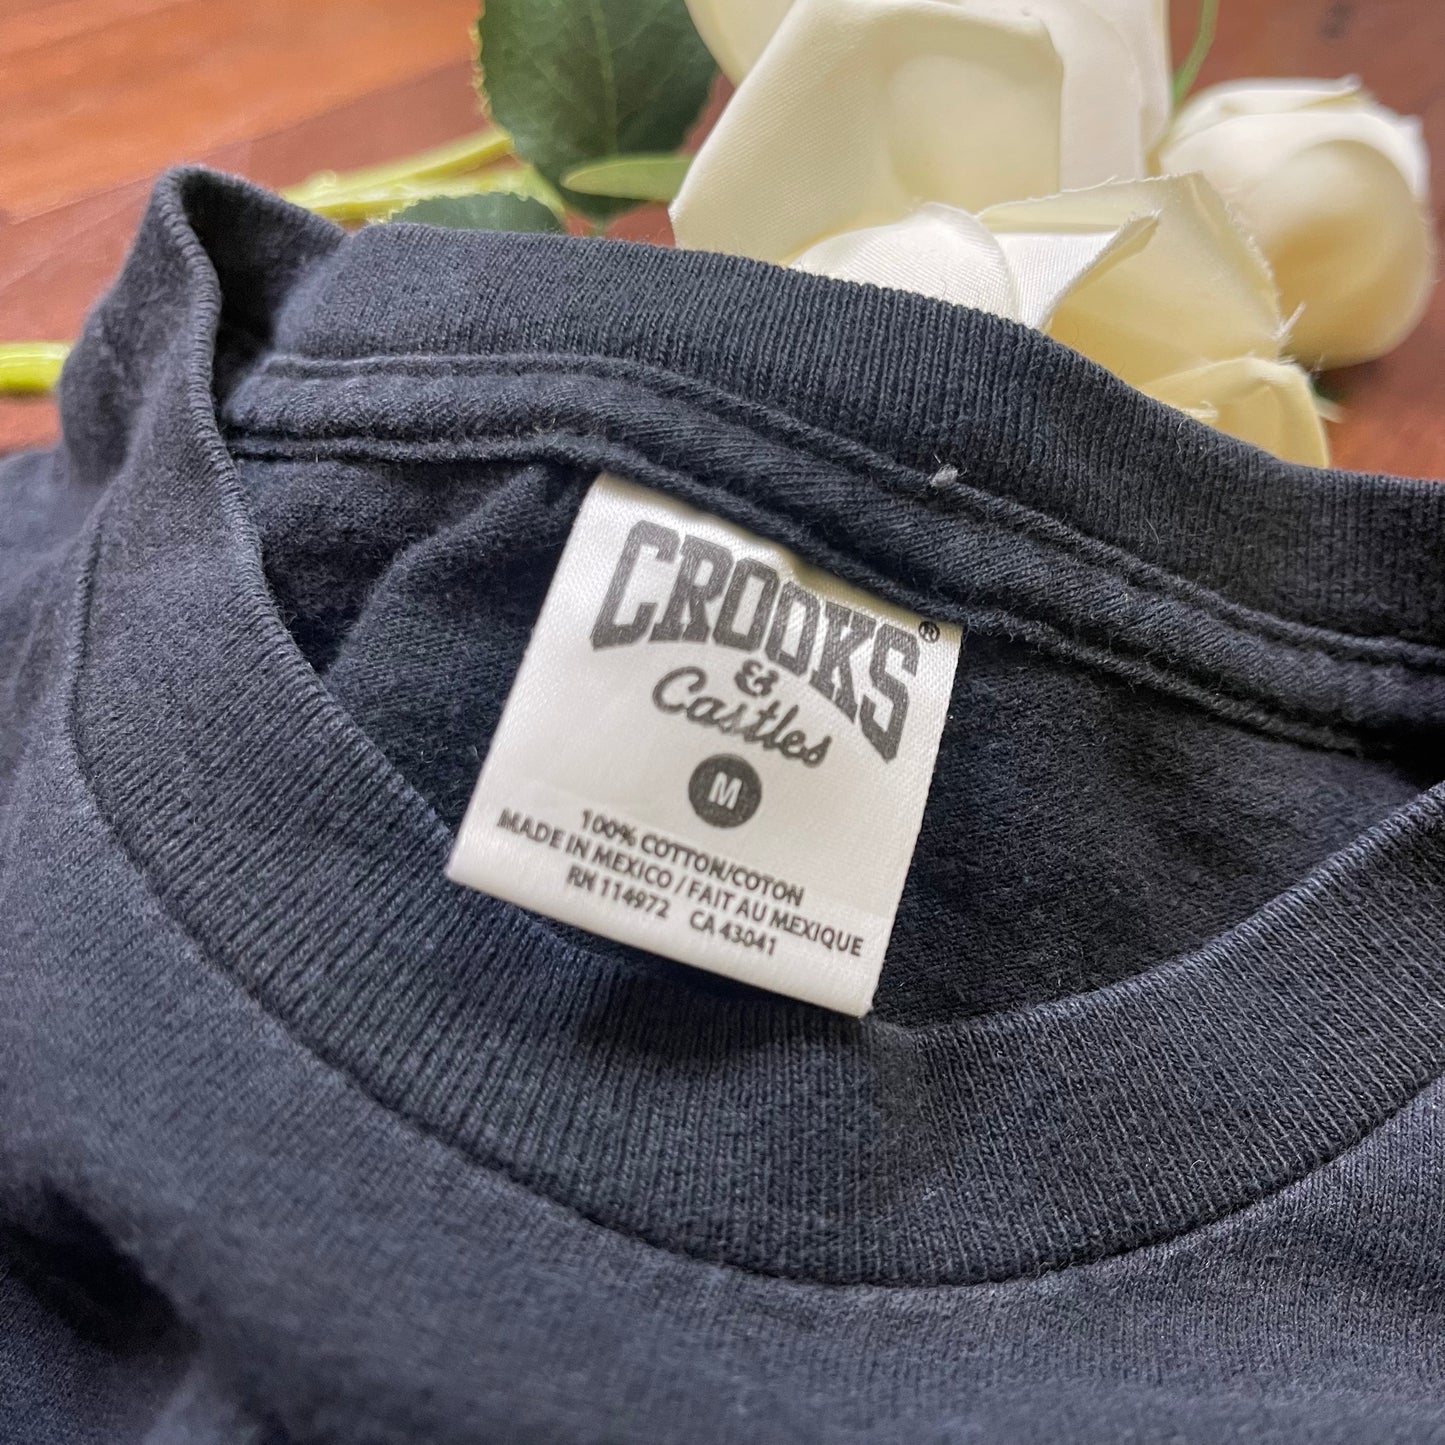 CROOKS®
&
Castles
M
100% COTTON/COTON
MADE IN MEXICO / FAIT AU MEXIQUE
RN 114972 CA 43041